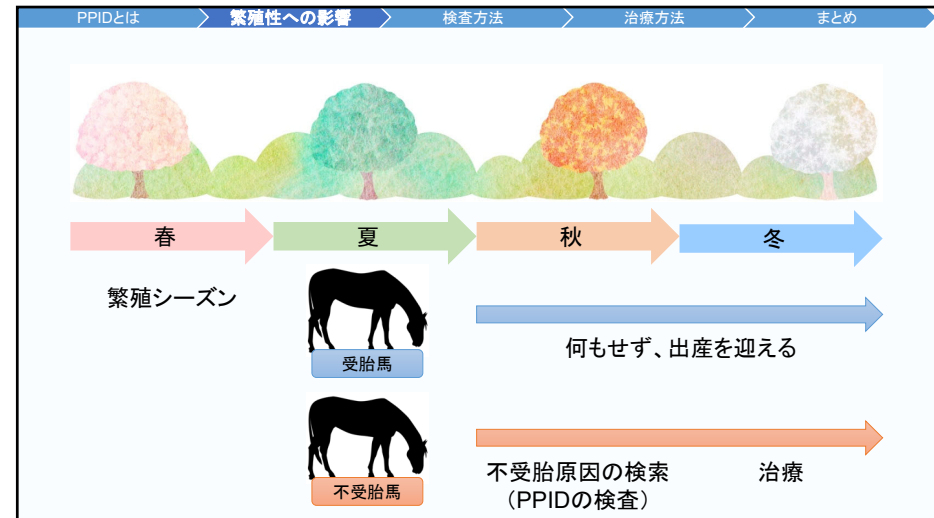 PPIDとは
繁殖性への影響
検査方法
治療方法
まとめ
春
夏
秋
冬
繁殖シーズン
受胎馬
何もせず、出産を迎える
不受胎馬
不受胎原因の検索
（PPIDの検査）
治療